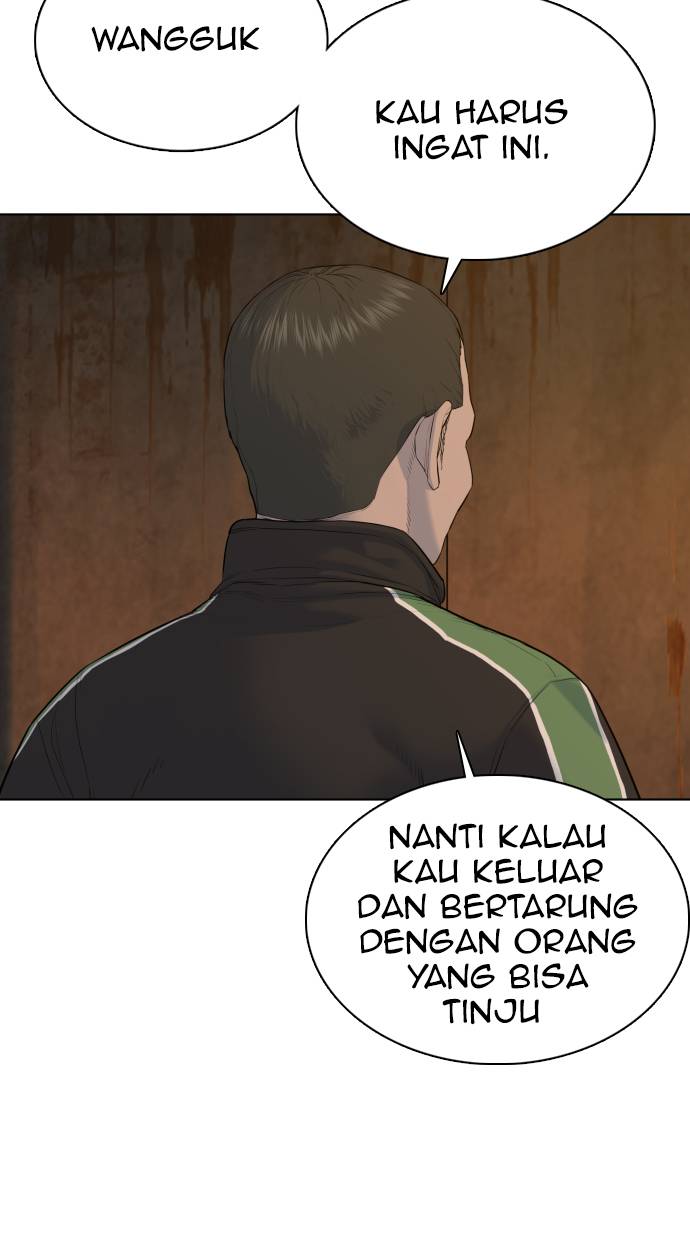 WANGGUK
KAU HARUS
INGAT INI.
NANTI KALAU
KAU KELUAR
DAN BERTARUNG
DENGAN ORANG
YANG BISA
TINJU